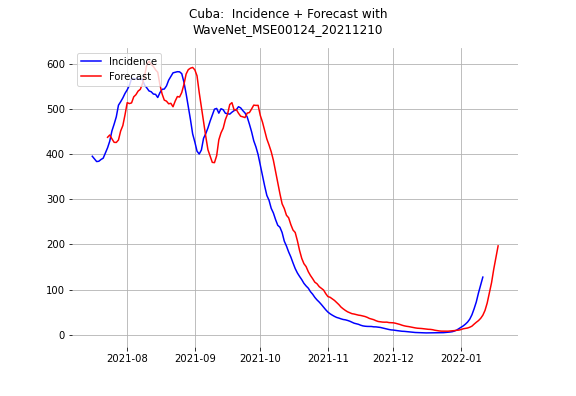 Cuba:  Incidence + Forecast with
WaveNet_MSE00124_20211210
Incidence
Forecast
600
500
400
300
200
100
0
2021-08 2021-09 2021-10 2021-11 2021-12 2022-01